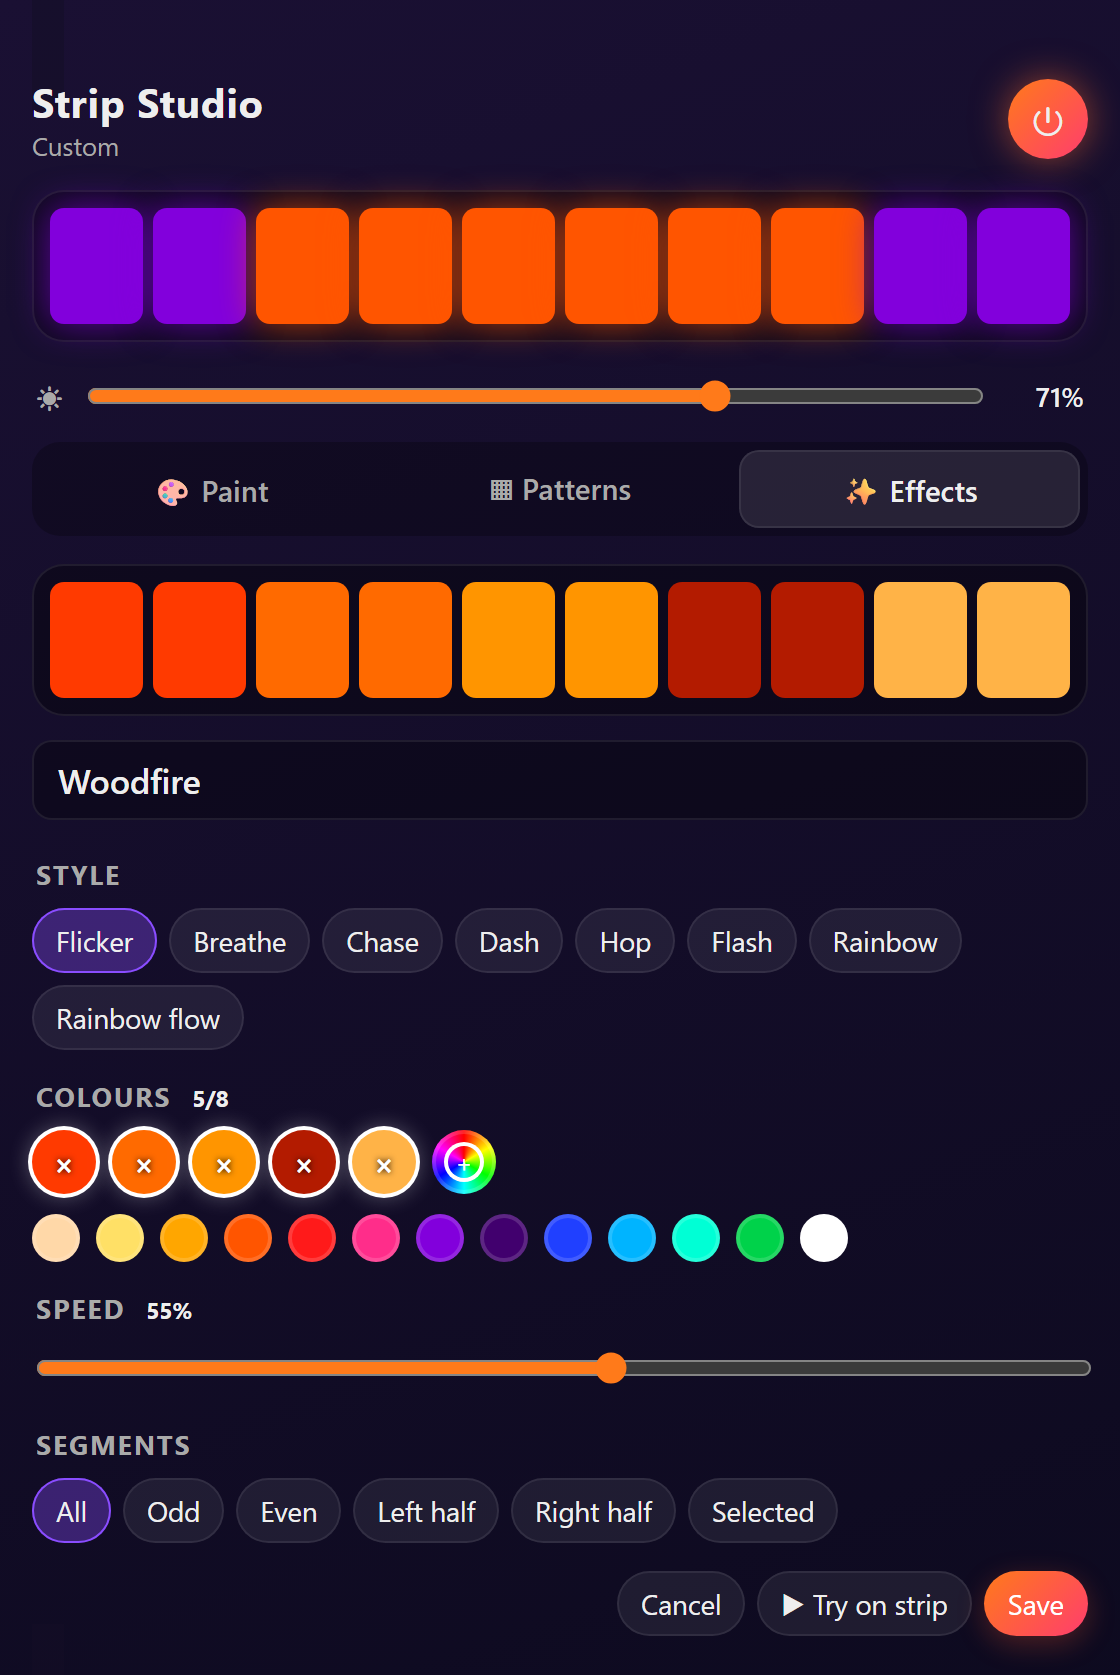 Strip Studio
Custom
71%
Paint Patterns Effects
Woodfire
STYLE
Flicker Breathe Chase Dash Hop Flash Rainbow
Rainbow flow
COLOURS 5/8
× × × × × +
SPEED 55%
SEGMENTS
All Odd Even Left half Right half Selected
Cancel ▶ Try on strip Save